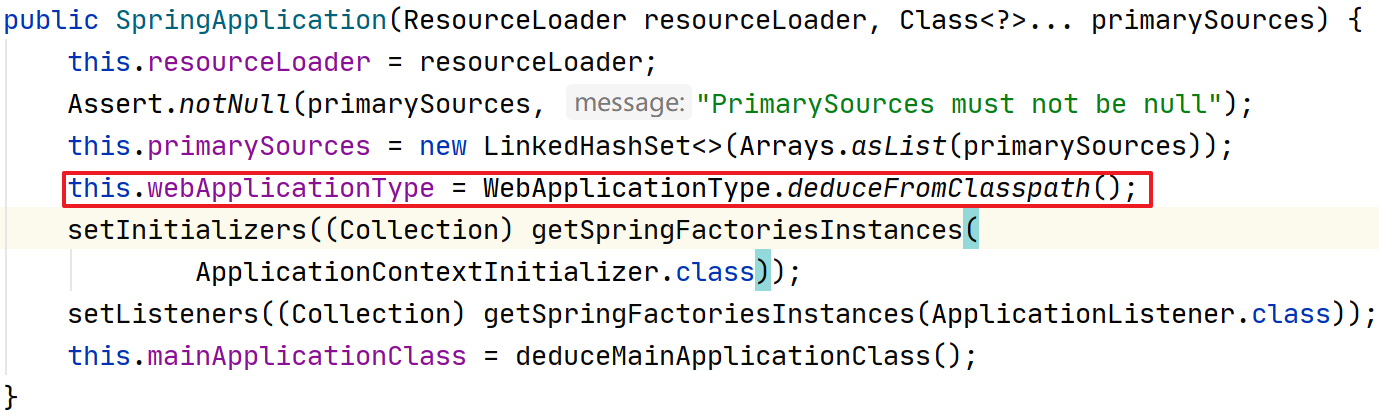 public SpringApplication(ResourceLoader resourceLoader, Class<?>... primarySources) {
this.resourceLoader = resourceLoader;
Assert.notNull(primarySources, message: "PrimarySources must not be null");
this.primarySources = new LinkedHashSet<>(Arrays.asList(primarySources));
this.webApplicationType = WebApplicationType.deduceFromClasspath();
setInitializers((Collection) getSpringFactoriesInstances(
ApplicationContextInitializer.class));
setListeners((Collection) getSpringFactoriesInstances(ApplicationListener.class));
this.mainApplicationClass = deduceMainApplicationClass();
}